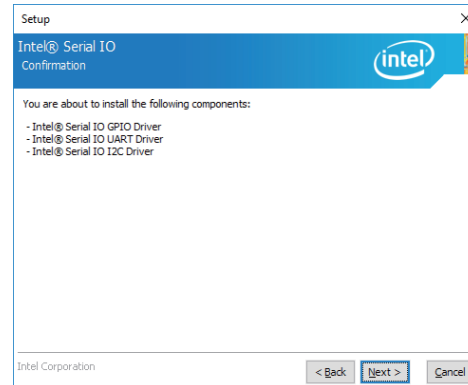 Setup
Intel® Serial IO
Confirmation
intel
You are about to install the following components:
- Intel® Serial IO GPIO Driver
- Intel® Serial IO UART Driver
- Intel® Serial IO I2C Driver
Intel Corporation
< Back
Next >
Cancel